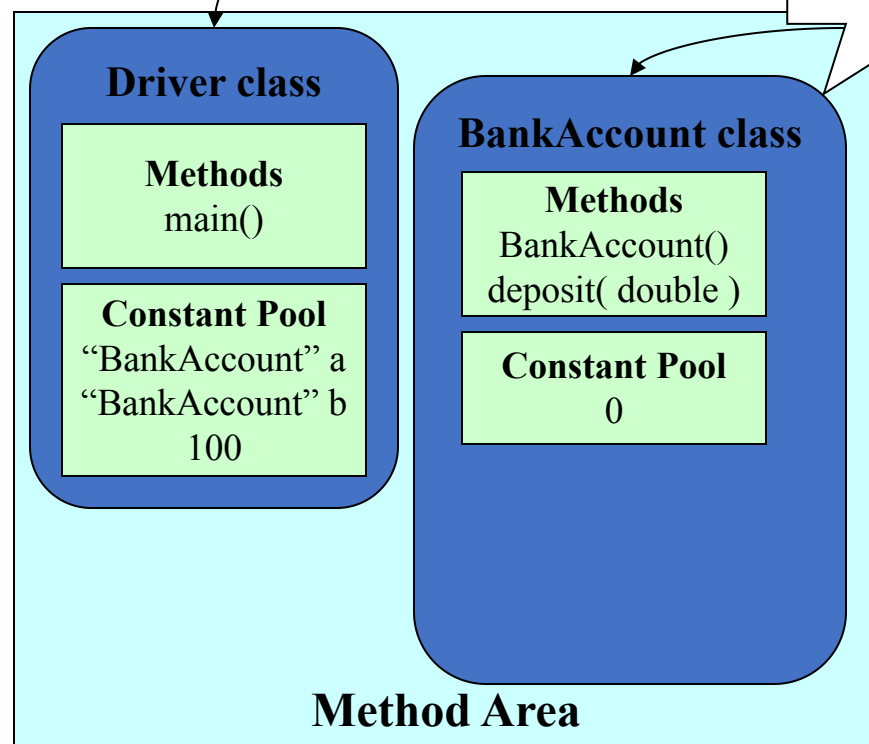 Driver class
Methods
main()
Constant Pool
“BankAccount” a
“BankAccount” b
100
BankAccount class
Methods
BankAccount()
deposit( double )
Constant Pool
0
Method Area